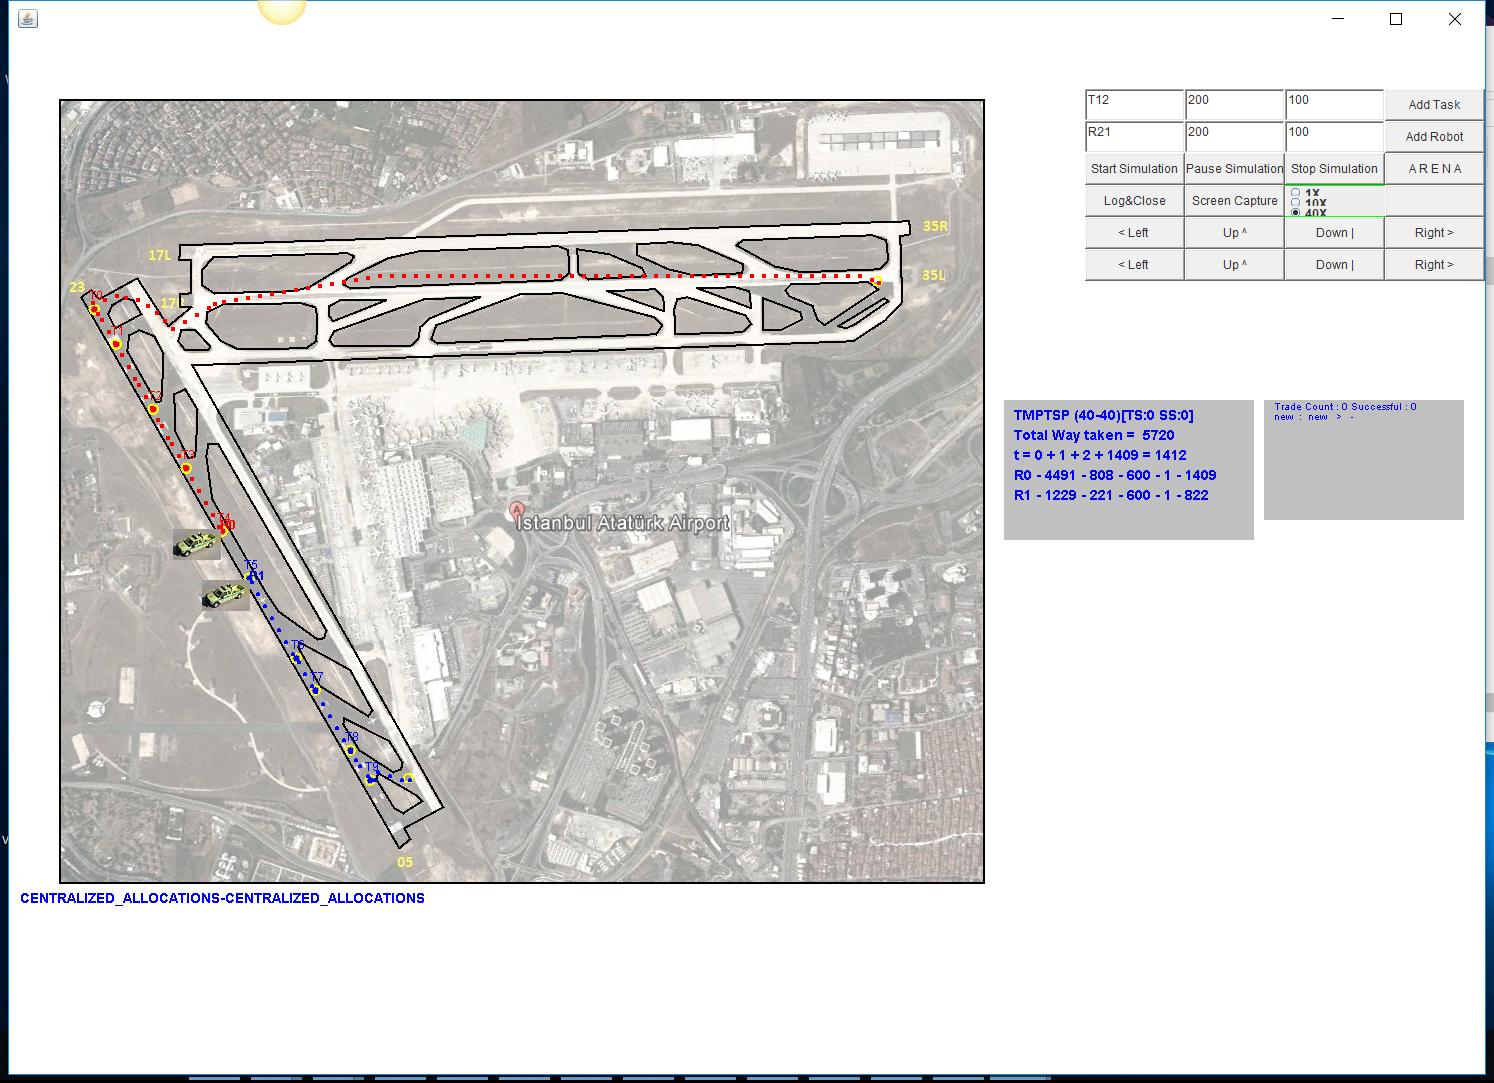 T12 200 100 Add Task
R21 200 100 Add Robot
Start Simulation Pause Simulation Stop Simulation A R E N A
Log&Close Screen Capture
1X
10X
40X
< Left Up ^ Down | Right >
< Left Up ^ Down | Right >
35R
17L
35L
23
T0
T1
T2
T3
T4
R0
T5
R1
T6
T7
T8
T9
05
A
İstanbul Atatürk Airport
TMPTSP (40-40)[TS:0 SS:0]
Total Way taken = 5720
t = 0 + 1 + 2 + 1409 = 1412
R0 - 4491 - 808 - 600 - 1 - 1409
R1 - 1229 - 221 - 600 - 1 - 822
Trade Count : 0 Successful : 0
new : new > -
CENTRALIZED_ALLOCATIONS-CENTRALIZED_ALLOCATIONS